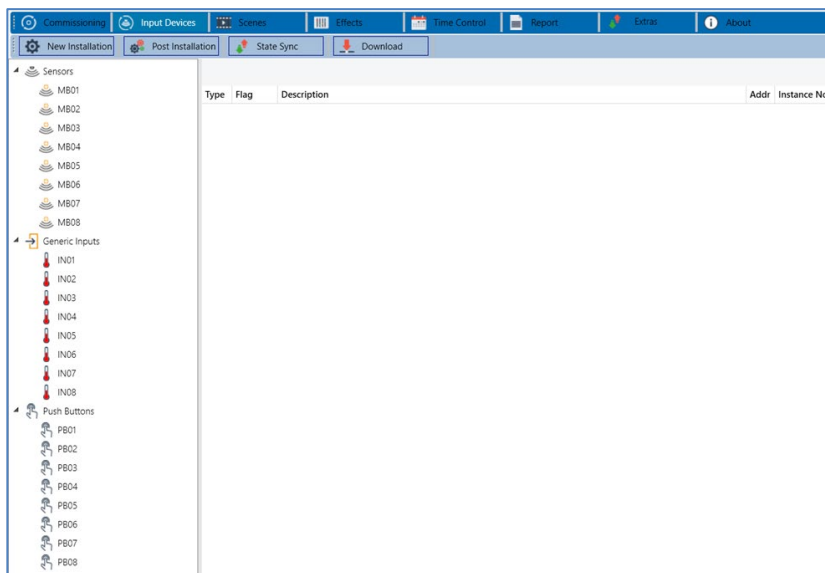 Commissioning Input Devices Scenes Effects Time Control Report Extras About
New Installation Post Installation State Sync Download
Sensors
MB01
Type Flag Description Addr Instance No
MB02
MB03
MB04
MB05
MB06
MB07
MB08
Generic Inputs
IN01
IN02
IN03
IN04
IN05
IN06
IN07
IN08
Push Buttons
PB01
PB02
PB03
PB04
PB05
PB06
PB07
PB08